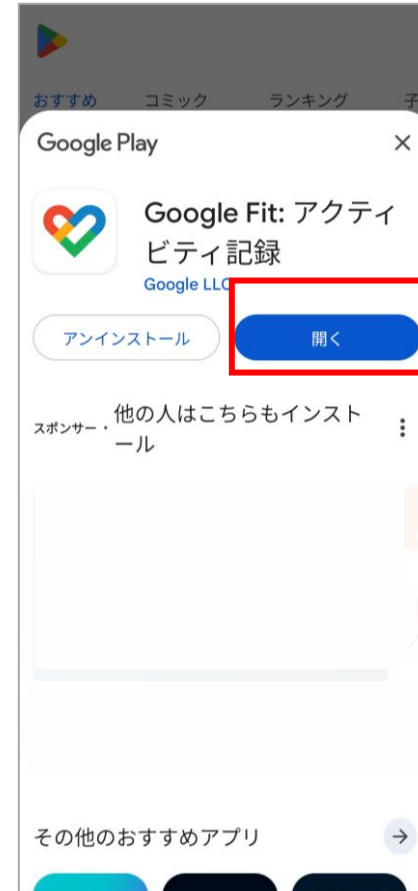 おすすめ コミック ランキング 子
Google Play
Google Fit: アクティ
ビティ記録
Google LLC
アンインストール 開く
スポンサー・ 他の人はこちらもインスト
ール
その他のおすすめアプリ